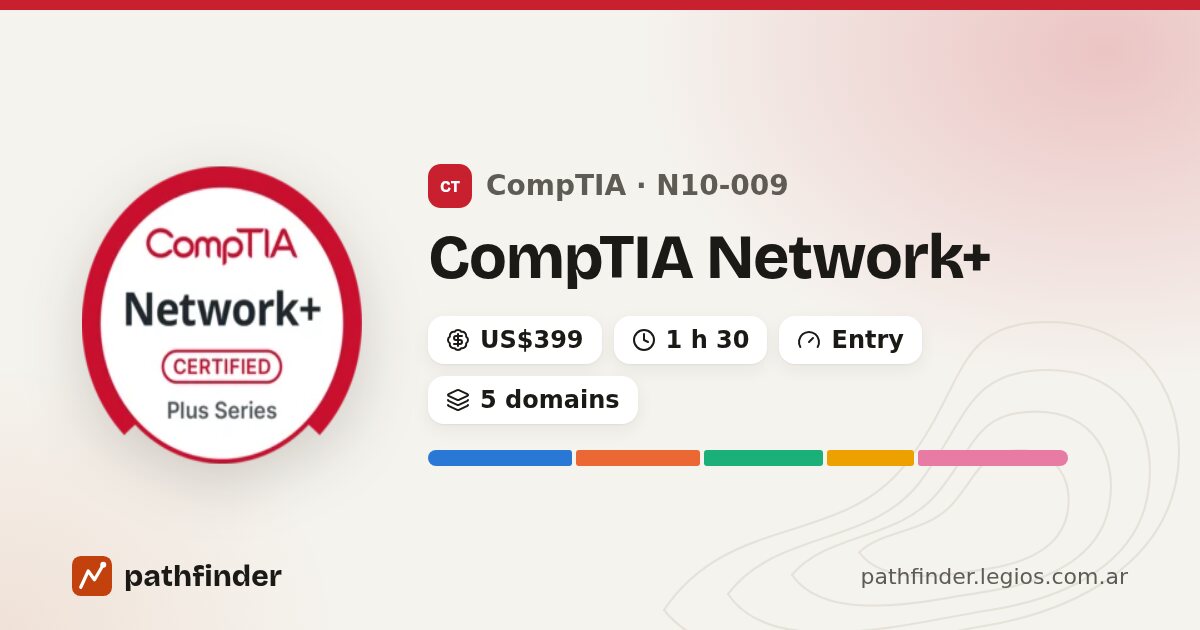 CompTIA
Network+
CERTIFIED
Plus Series
CT
CompTIA · N10-009
CompTIA Network+
US$399
1 h 30
Entry
5 domains
pathfinder
pathfinder.legios.com.ar